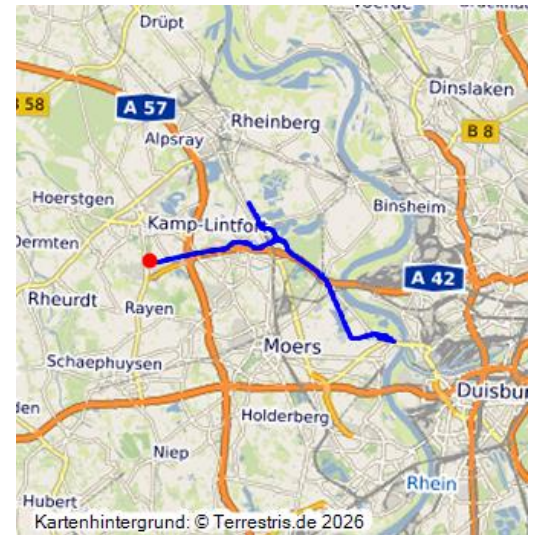 Drüpt
Dinslaken
B 58
A 57
Rheinberg
B 8
Alpsray
Hoerstgen
Binsheim
Kamp-Lintfor
Dermten
A 42
Rheurdt
Rayen
Moers
Schaephuysen
Duisbur
Holderberg
Niep
Rhein
Hubert
Kartenhintergrund: © Terrestris.de 2026